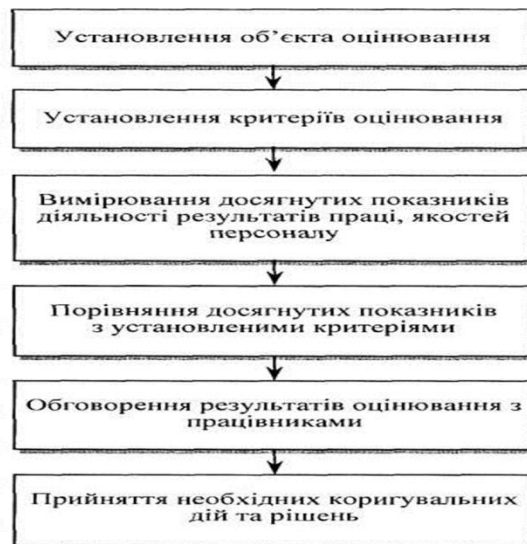 Установлення об’єкта оцінювання
Установлення критеріїв оцінювання
Вимірювання досягнутих показників
діяльності результатів праці, якостей
персоналу
Порівняння досягнутих показників
з установленими критеріями
Обговорення результатів оцінювання з
працівниками
Прийняття необхідних коригувальних
дій та рішень